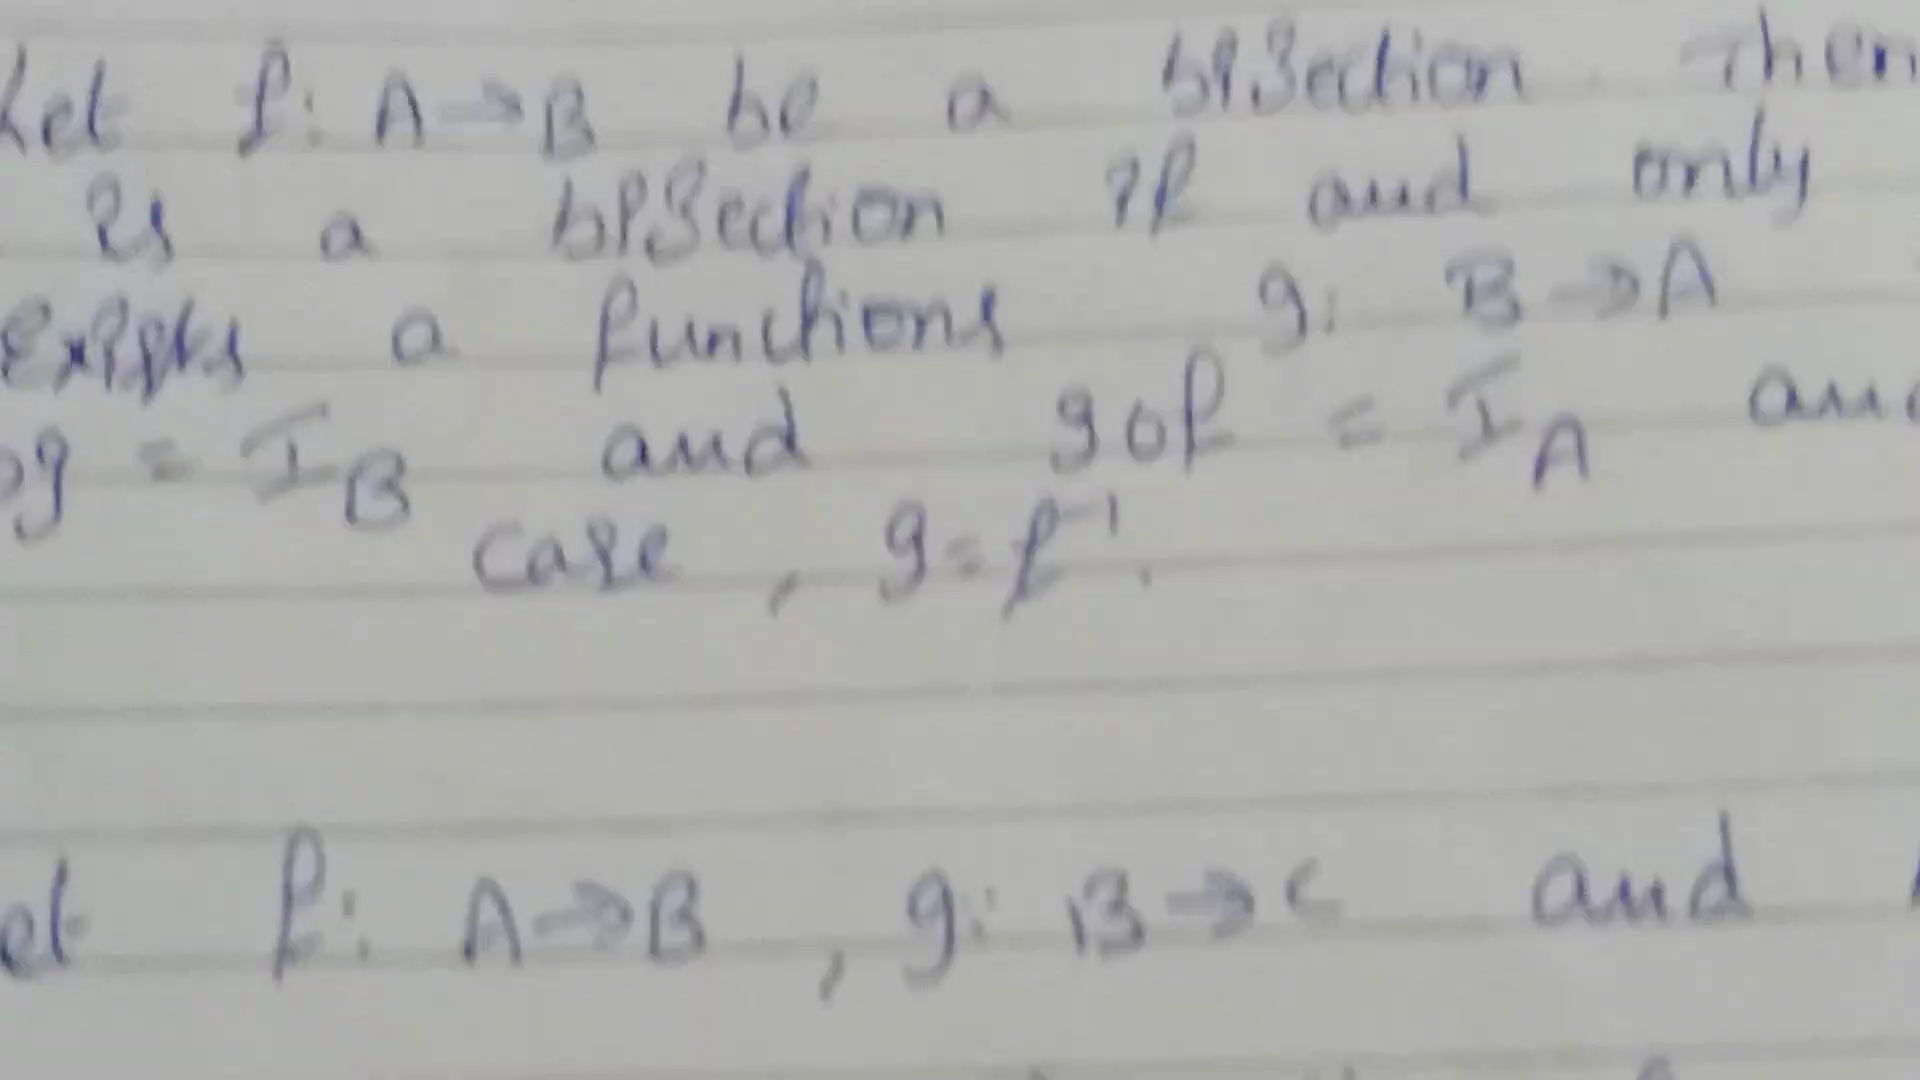 Let f: A→B be a bijection Then
is a bijection if and only
exists a functions g: B→A
og = I_B and gof = I_A and
case, g=f⁻¹.
et f: A→B, g: B→C and